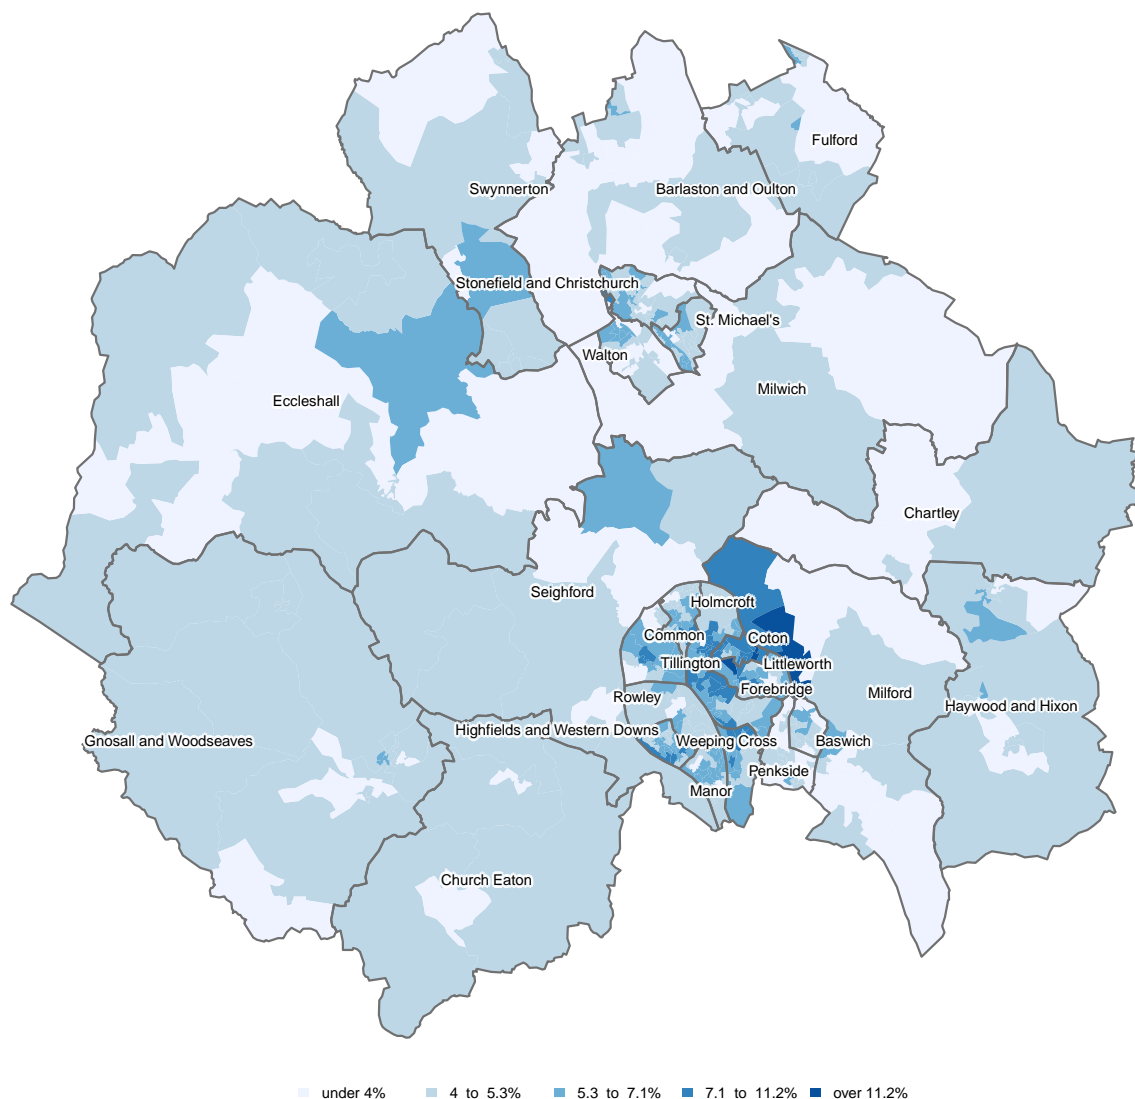 Fulford
Swynnerton
Barlaston and Oulton
Stonefield and Christchurch
St. Michael's
Walton
Milwich
Eccleshall
Chartley
Seighford
Holmcroft
Common
Coton
Tillington
Littleworth
Forebridge
Rowley
Milford
Haywood and Hixon
Highfields and Western Downs
Gnosall and Woodseaves
Weeping Cross
Baswich
Penkside
Manor
Church Eaton
under 4%
4 to 5.3%
5.3 to 7.1%
7.1 to 11.2%
over 11.2%